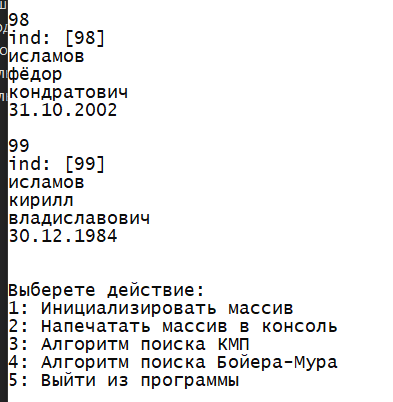 98
ind: [98]
исламов
фёдор
кондратович
31.10.2002
99
ind: [99]
исламов
кирилл
владиславович
30.12.1984
Выберете действие:
1: Инициализировать массив
2: Напечатать массив в консоль
3: Алгоритм поиска КМП
4: Алгоритм поиска Бойера-Мура
5: Выйти из программы